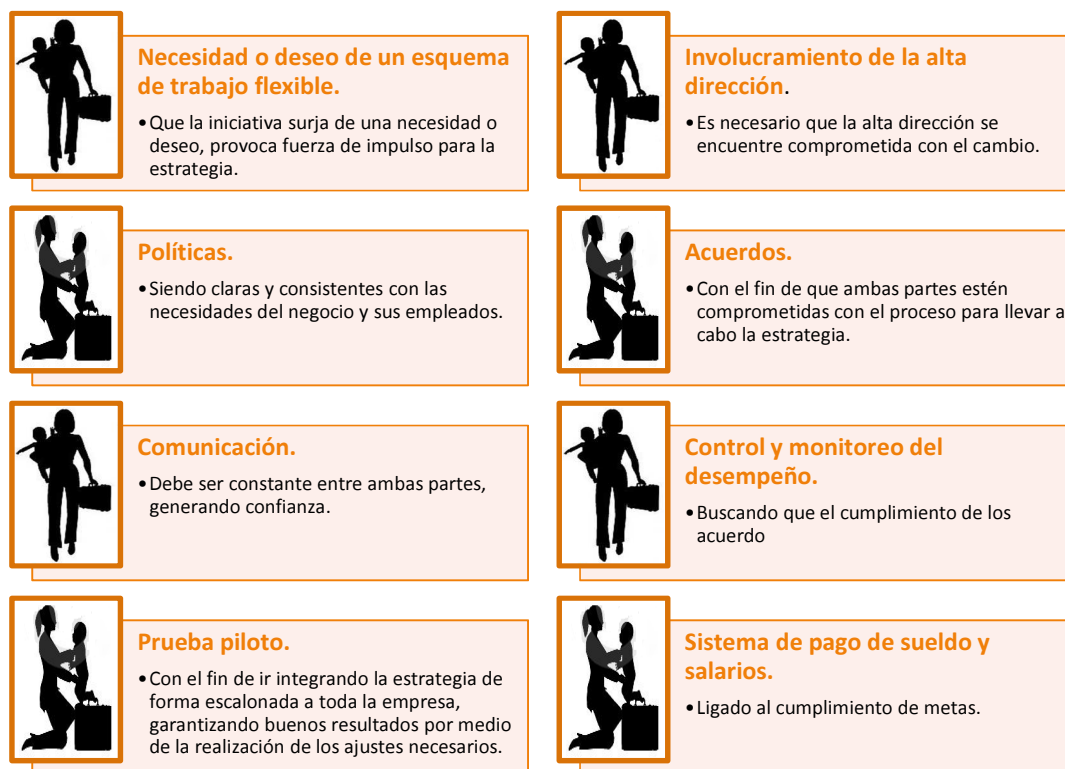 Necesidad o deseo de un esquema
de trabajo flexible.
•Que la iniciativa surja de una necesidad o
deseo, provoca fuerza de impulso para la
estrategia.
Involucramiento de la alta
dirección.
•Es necesario que la alta dirección se
encuentre comprometida con el cambio.
Políticas.
•Siendo claras y consistentes con las
necesidades del negocio y sus empleados.
Acuerdos.
•Con el fin de que ambas partes estén
comprometidas con el proceso para llevar a
cabo la estrategia.
Comunicación.
•Debe ser constante entre ambas partes,
generando confianza.
Control y monitoreo del
desempeño.
•Buscando que el cumplimiento de los
acuerdo
Prueba piloto.
•Con el fin de ir integrando la estrategia de
forma escalonada a toda la empresa,
garantizando buenos resultados por medio
de la realización de los ajustes necesarios.
Sistema de pago de sueldo y
salarios.
•Ligado al cumplimiento de metas.